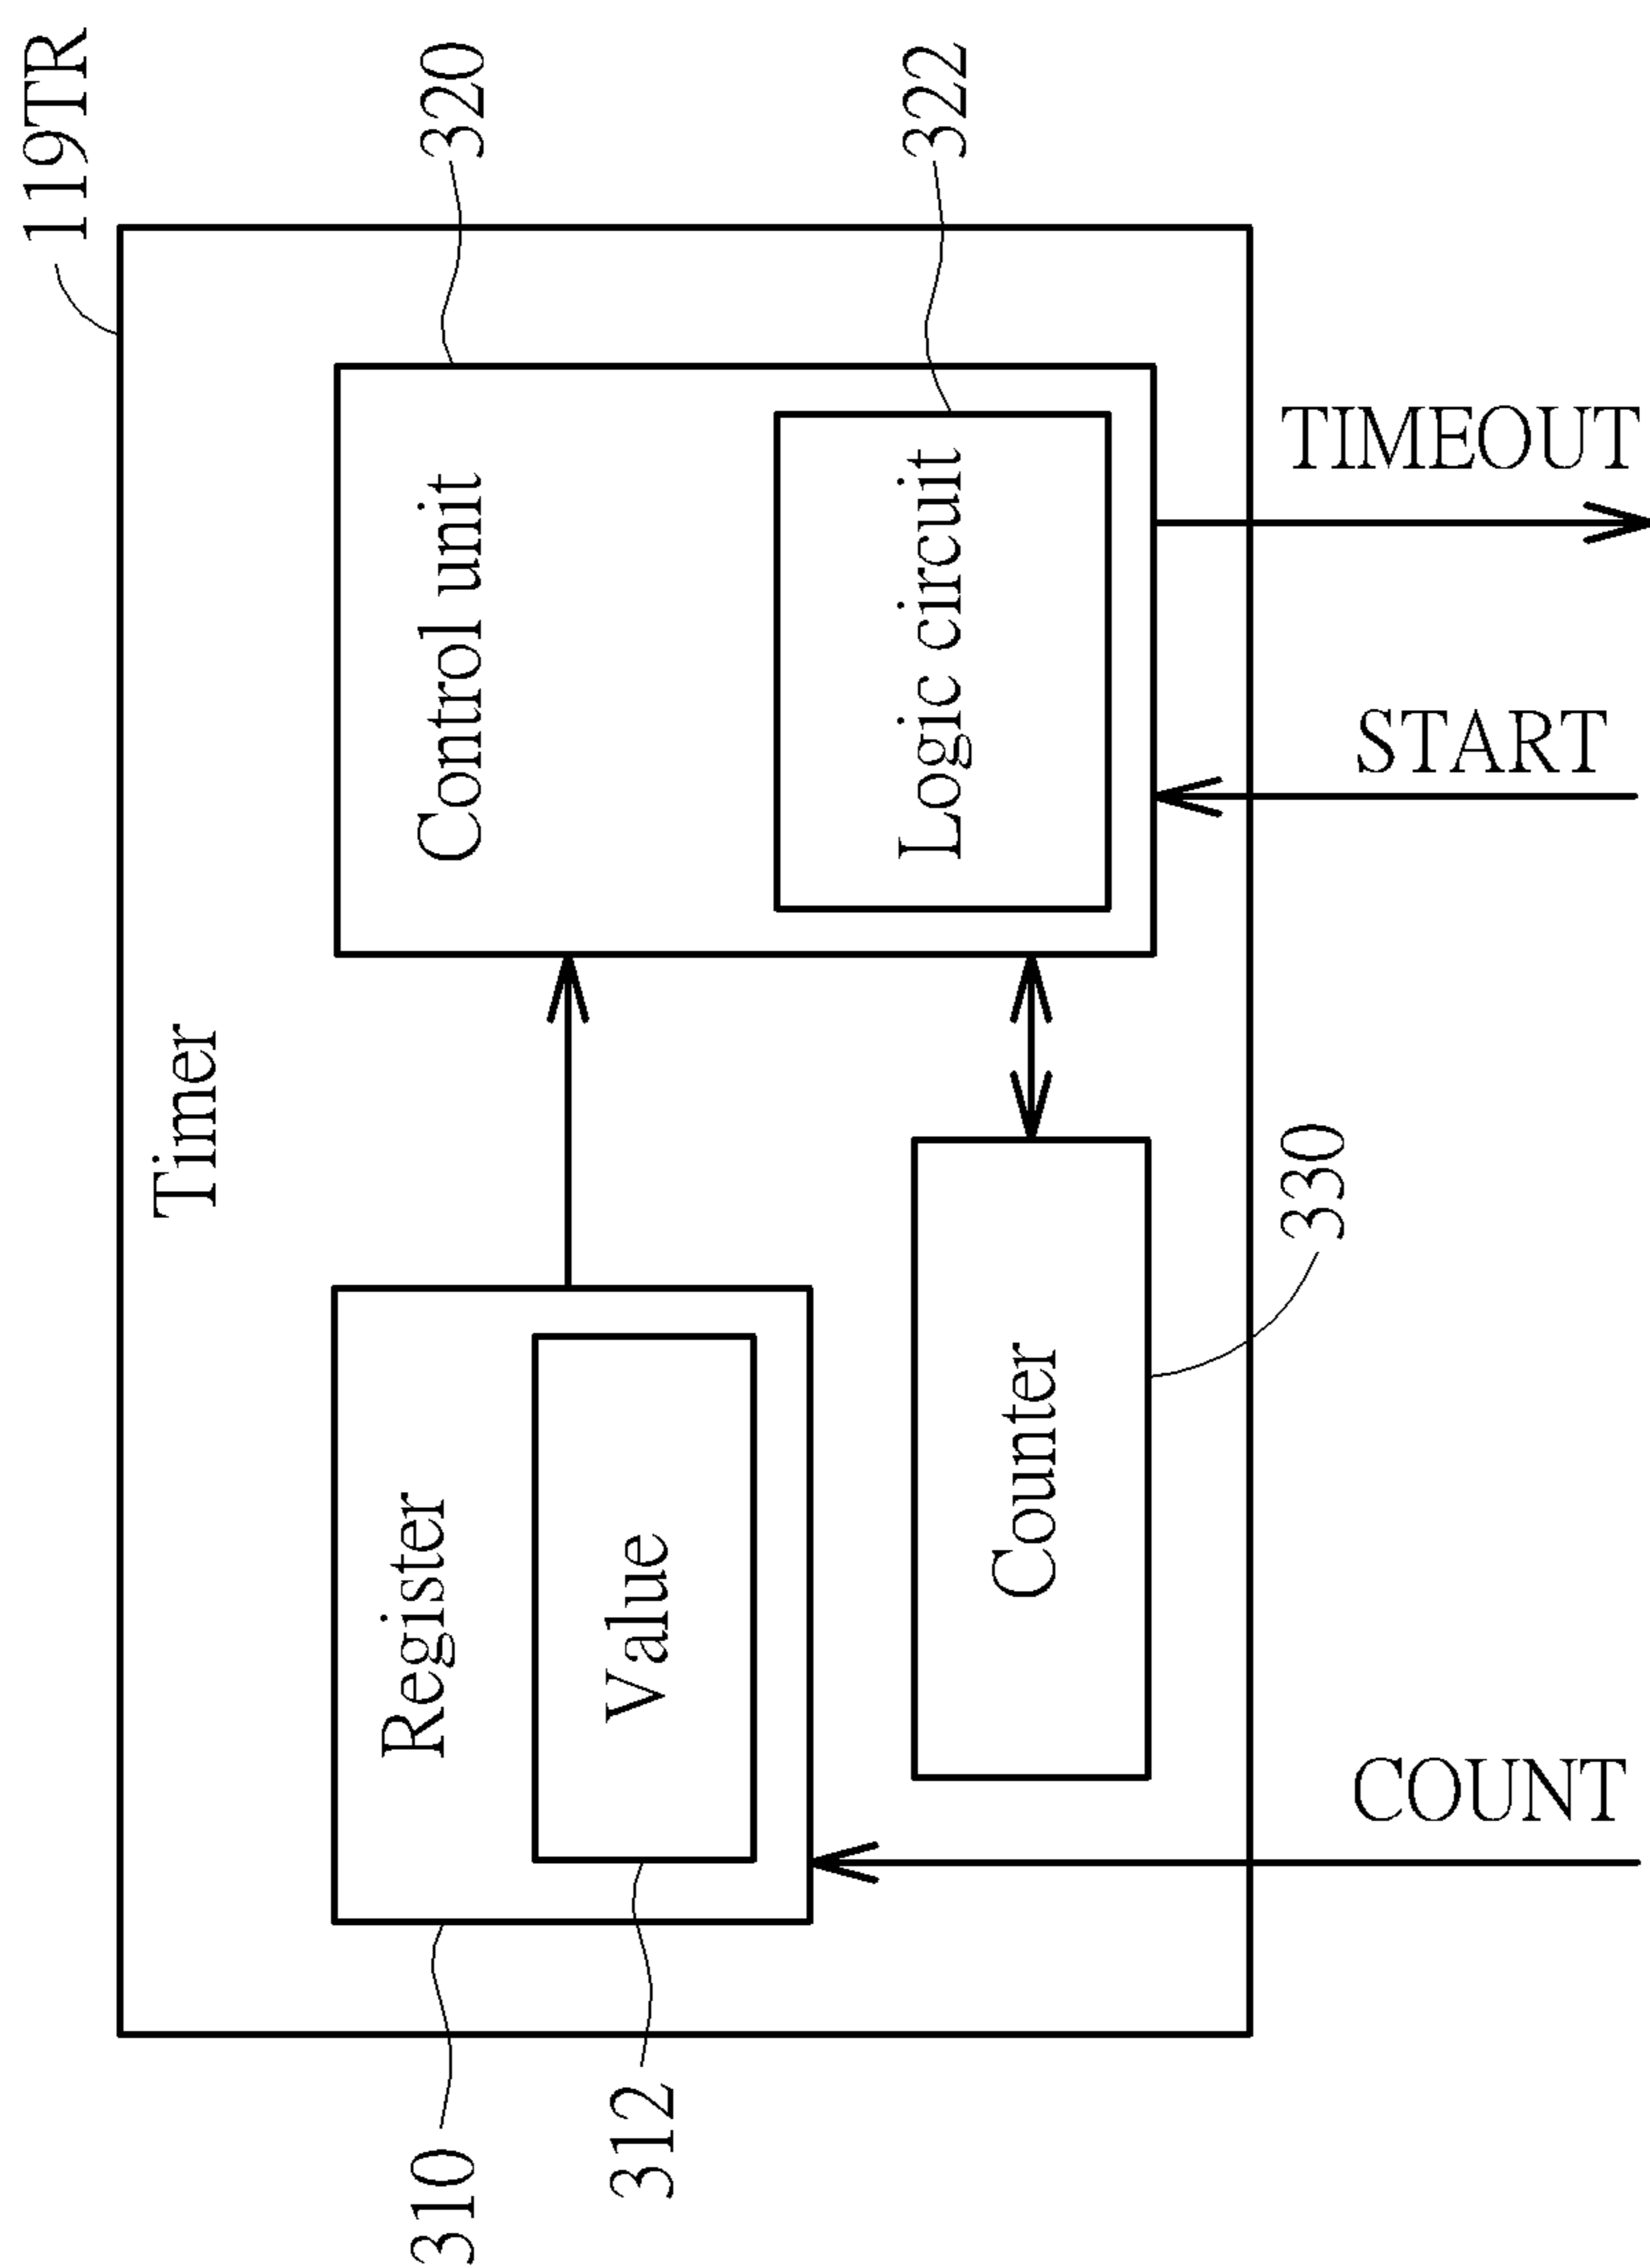 119TR
Timer
310
Register
312
Value
Control unit
320
Logic circuit
322
Counter
330
COUNT
START
TIMEOUT